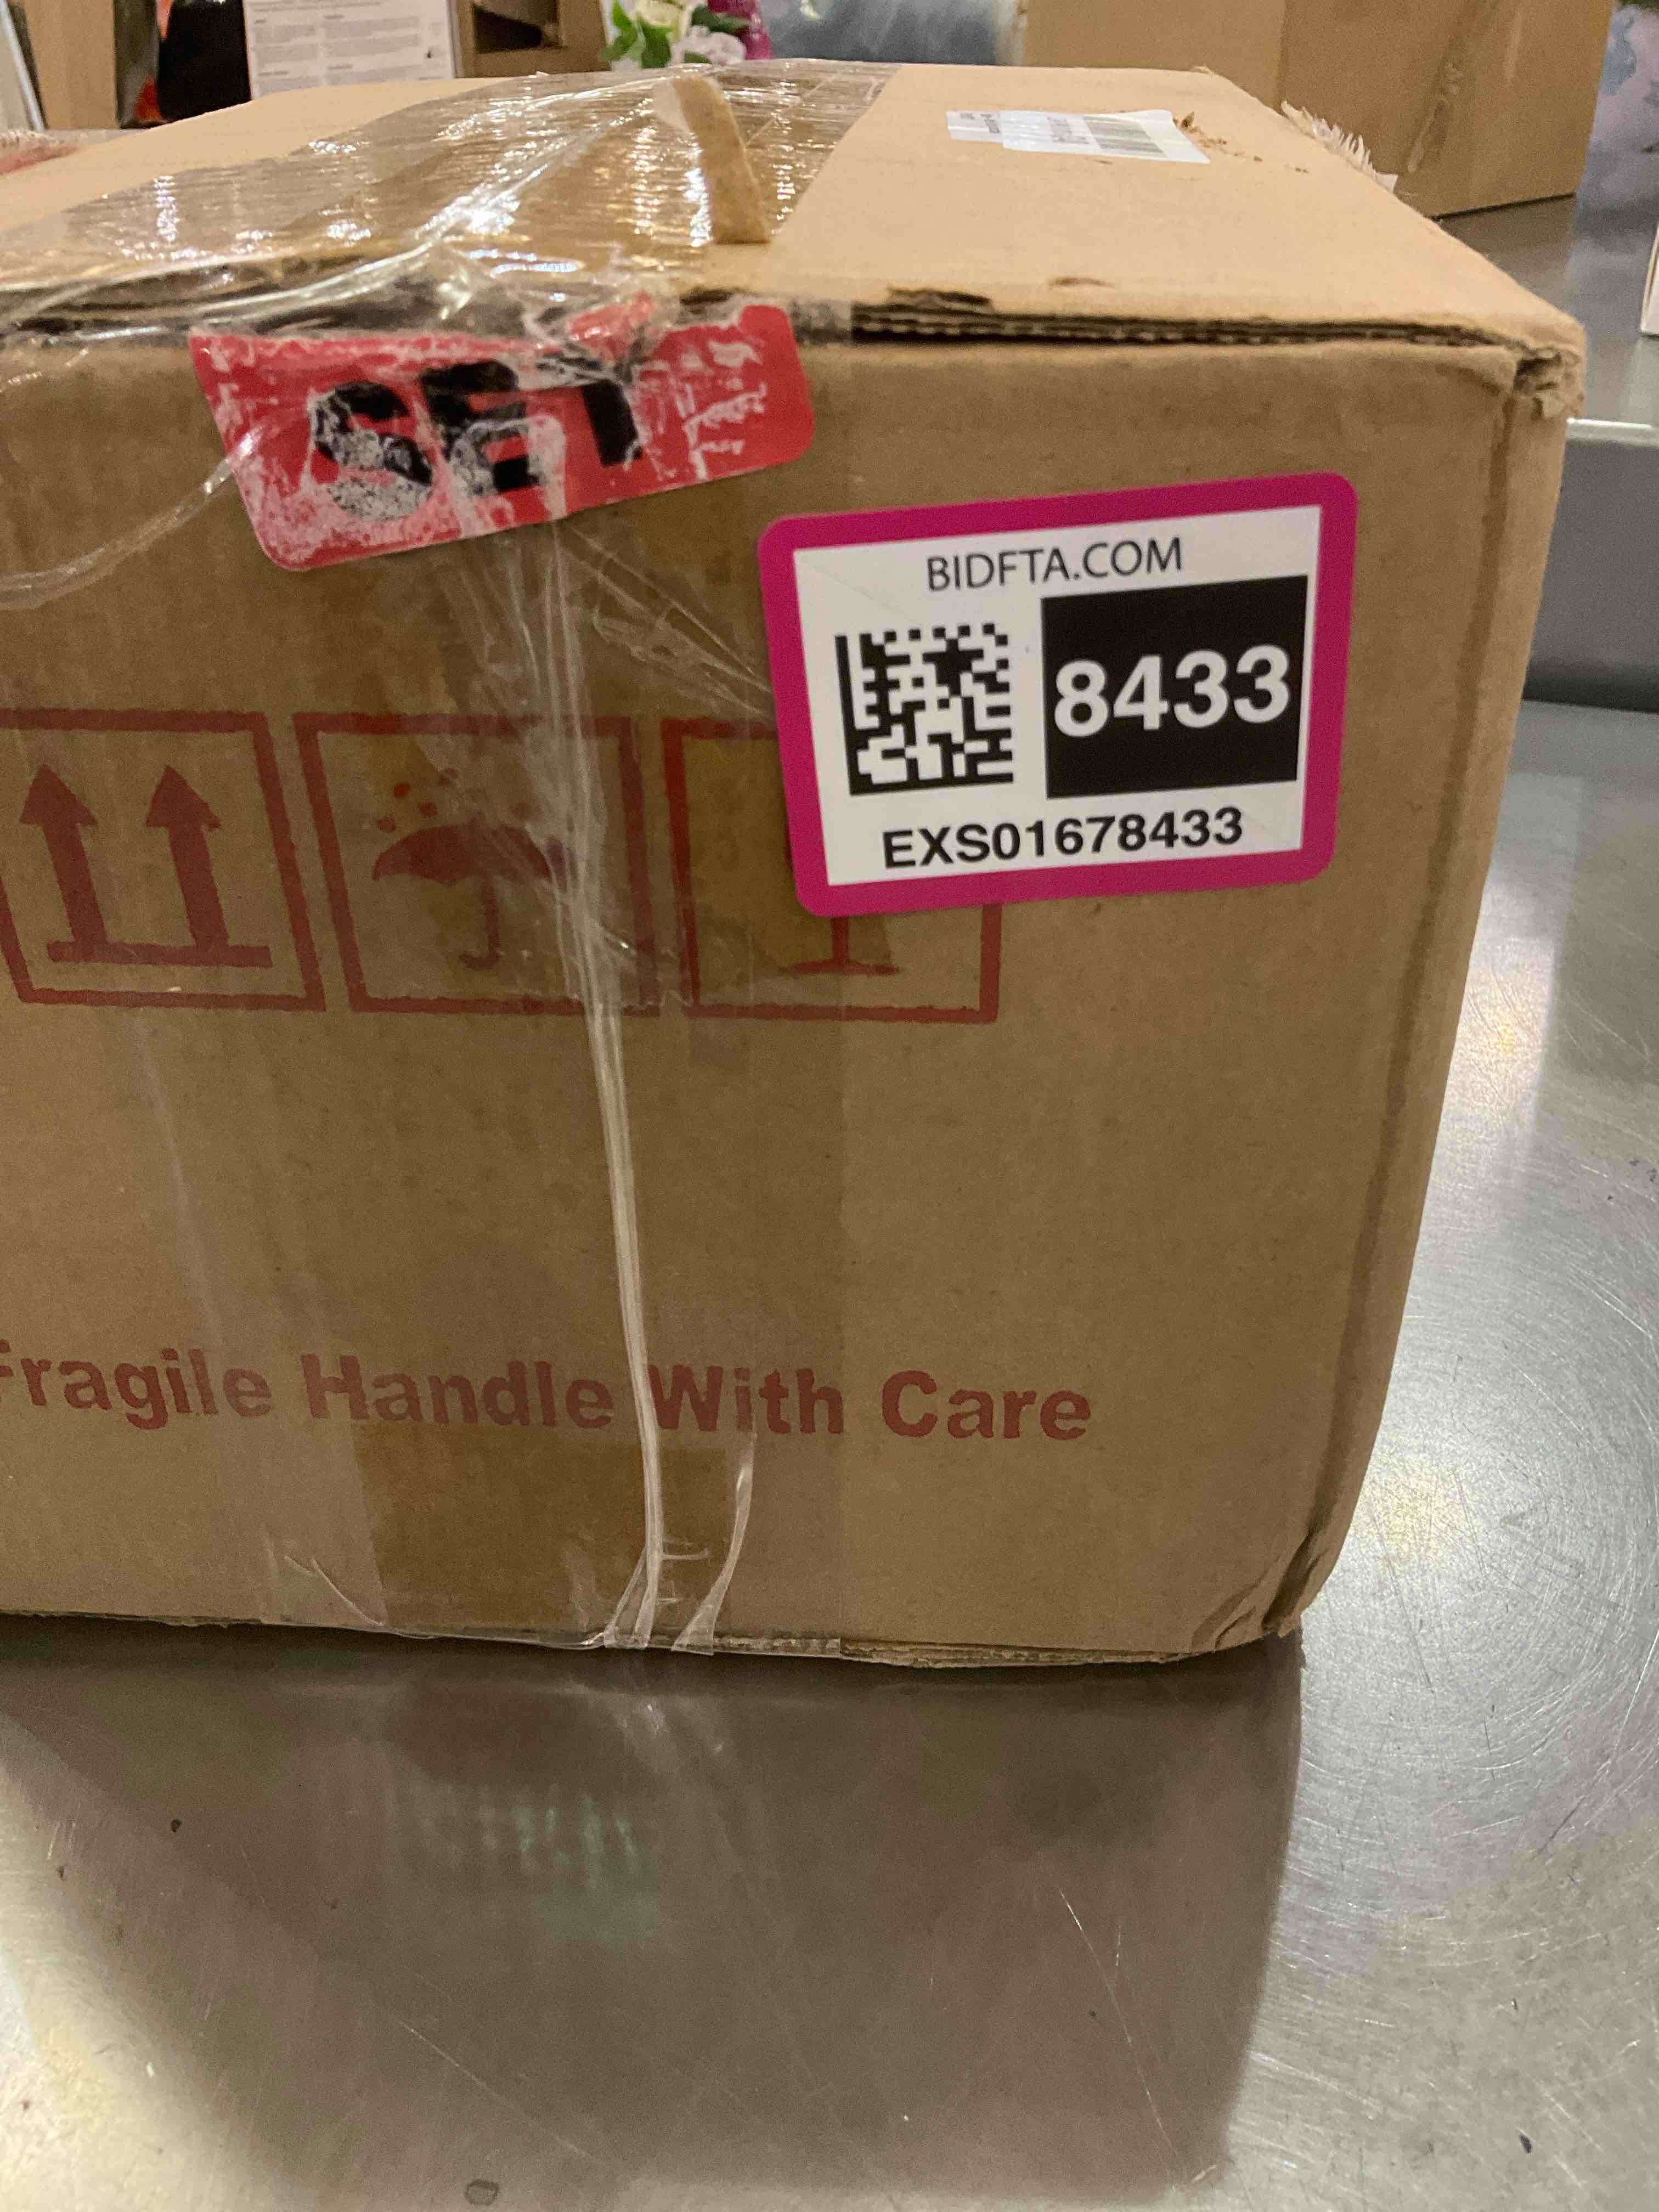 SET
BIDFTA.COM
8433
EXS01678433
Fragile Handle With Care